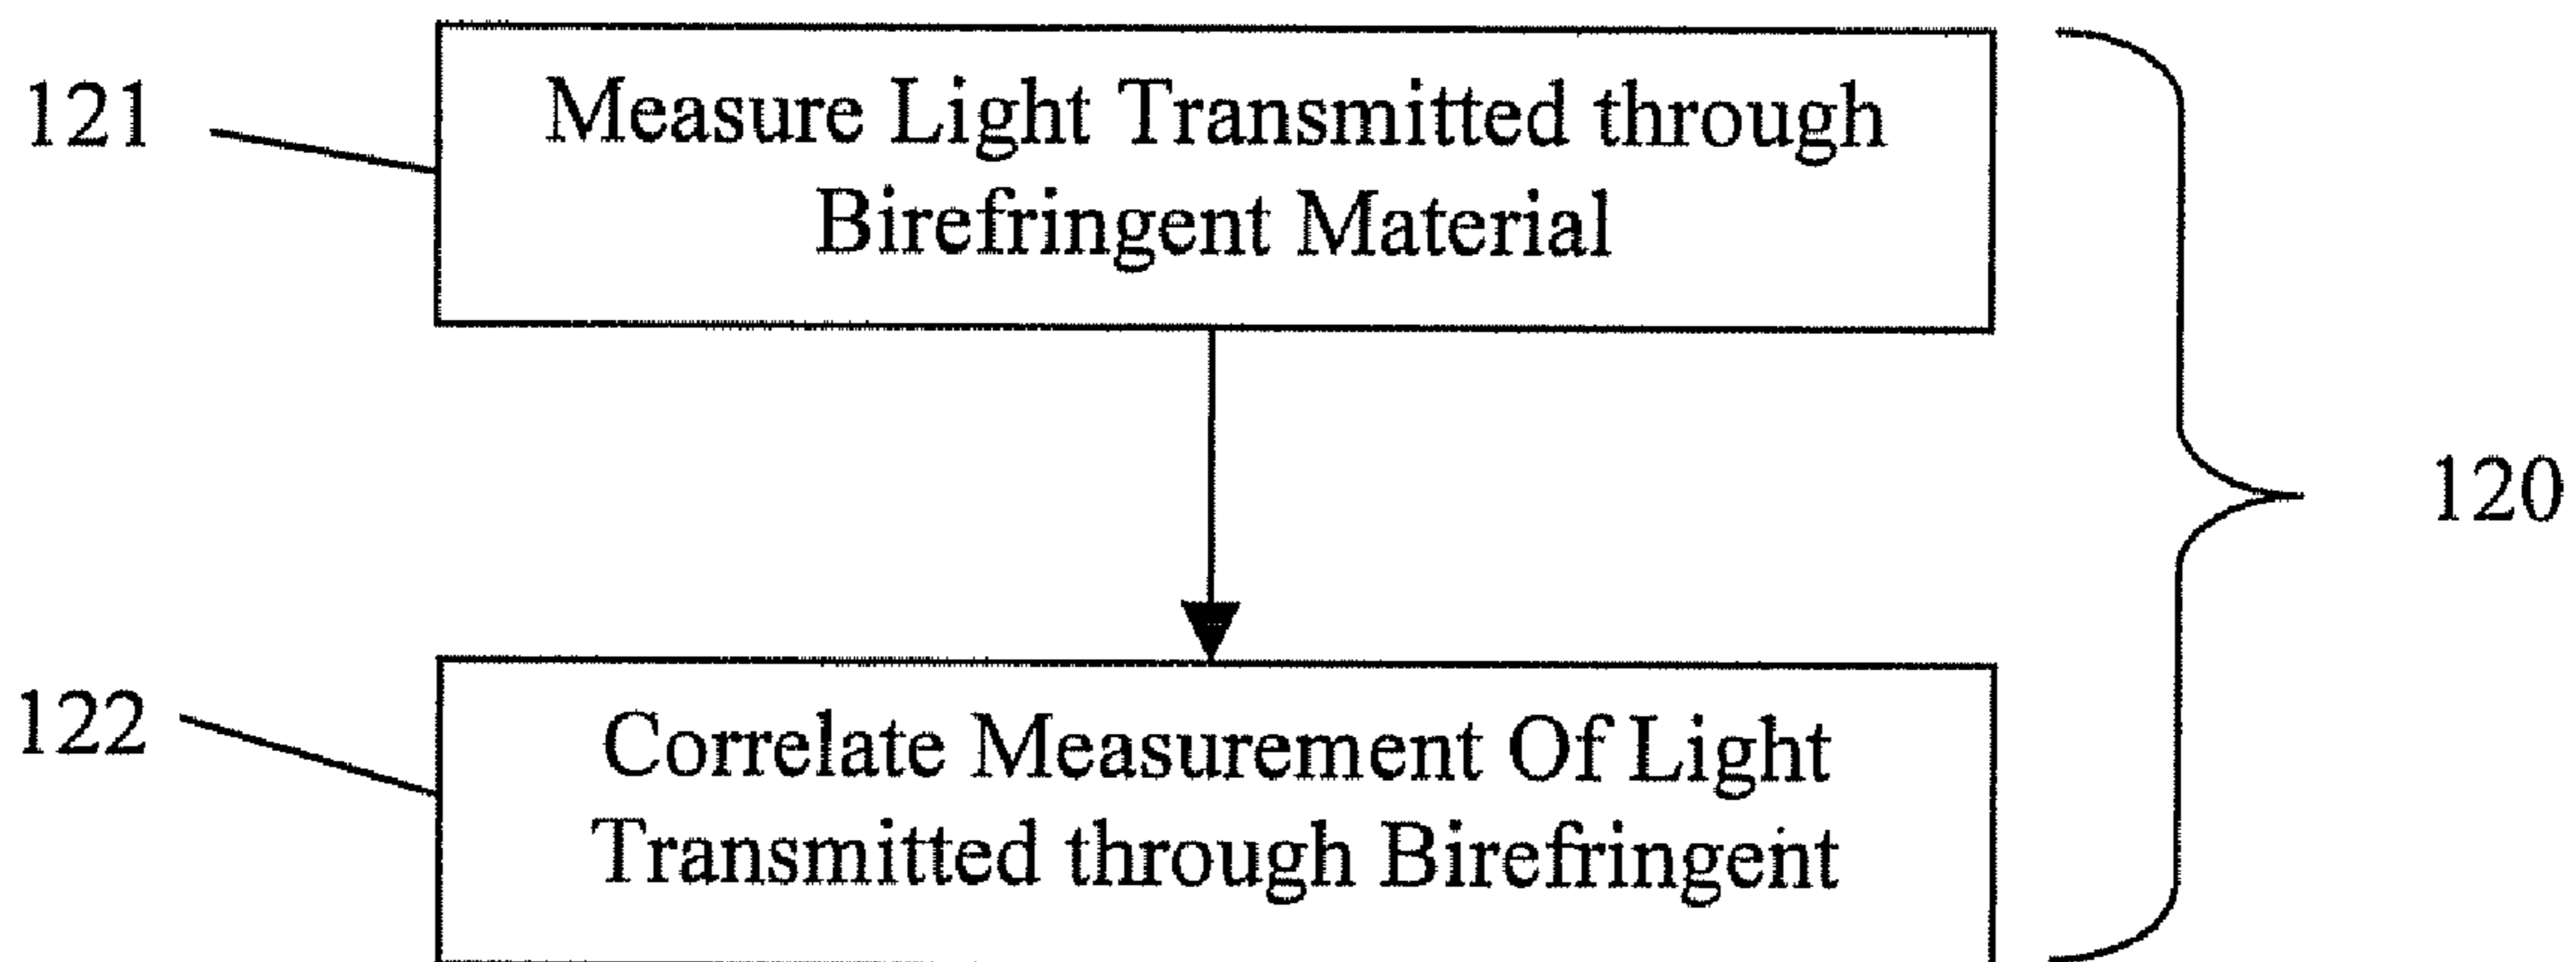 121
Measure Light Transmitted through
Birefringent Material
120
122
Correlate Measurement Of Light
Transmitted through Birefringent